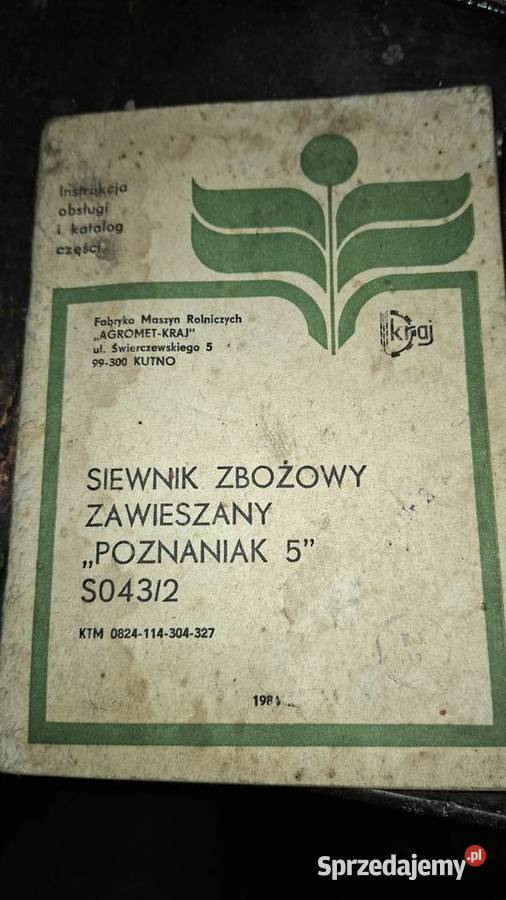 Instrukcja
obsługi
i katalog
części
Fabryka Maszyn Rolniczych
„AGROMET-KRAJ”
ul. Świerczewskiego 5
99-300 KUTNO
kraj
SIEWNIK ZBOŻOWY
ZAWIESZANY
„POZNANIAK 5”
S043/2
KTM 0824-114-304-327
Sprzedajemy.pl